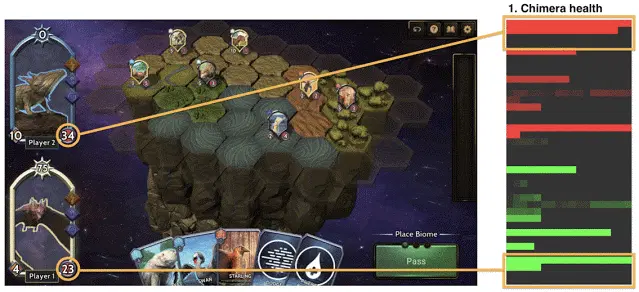 1. Chimera health
0
34
10
Player 2
75
23
4
Player 1
STARLING
Place Biome
Pass